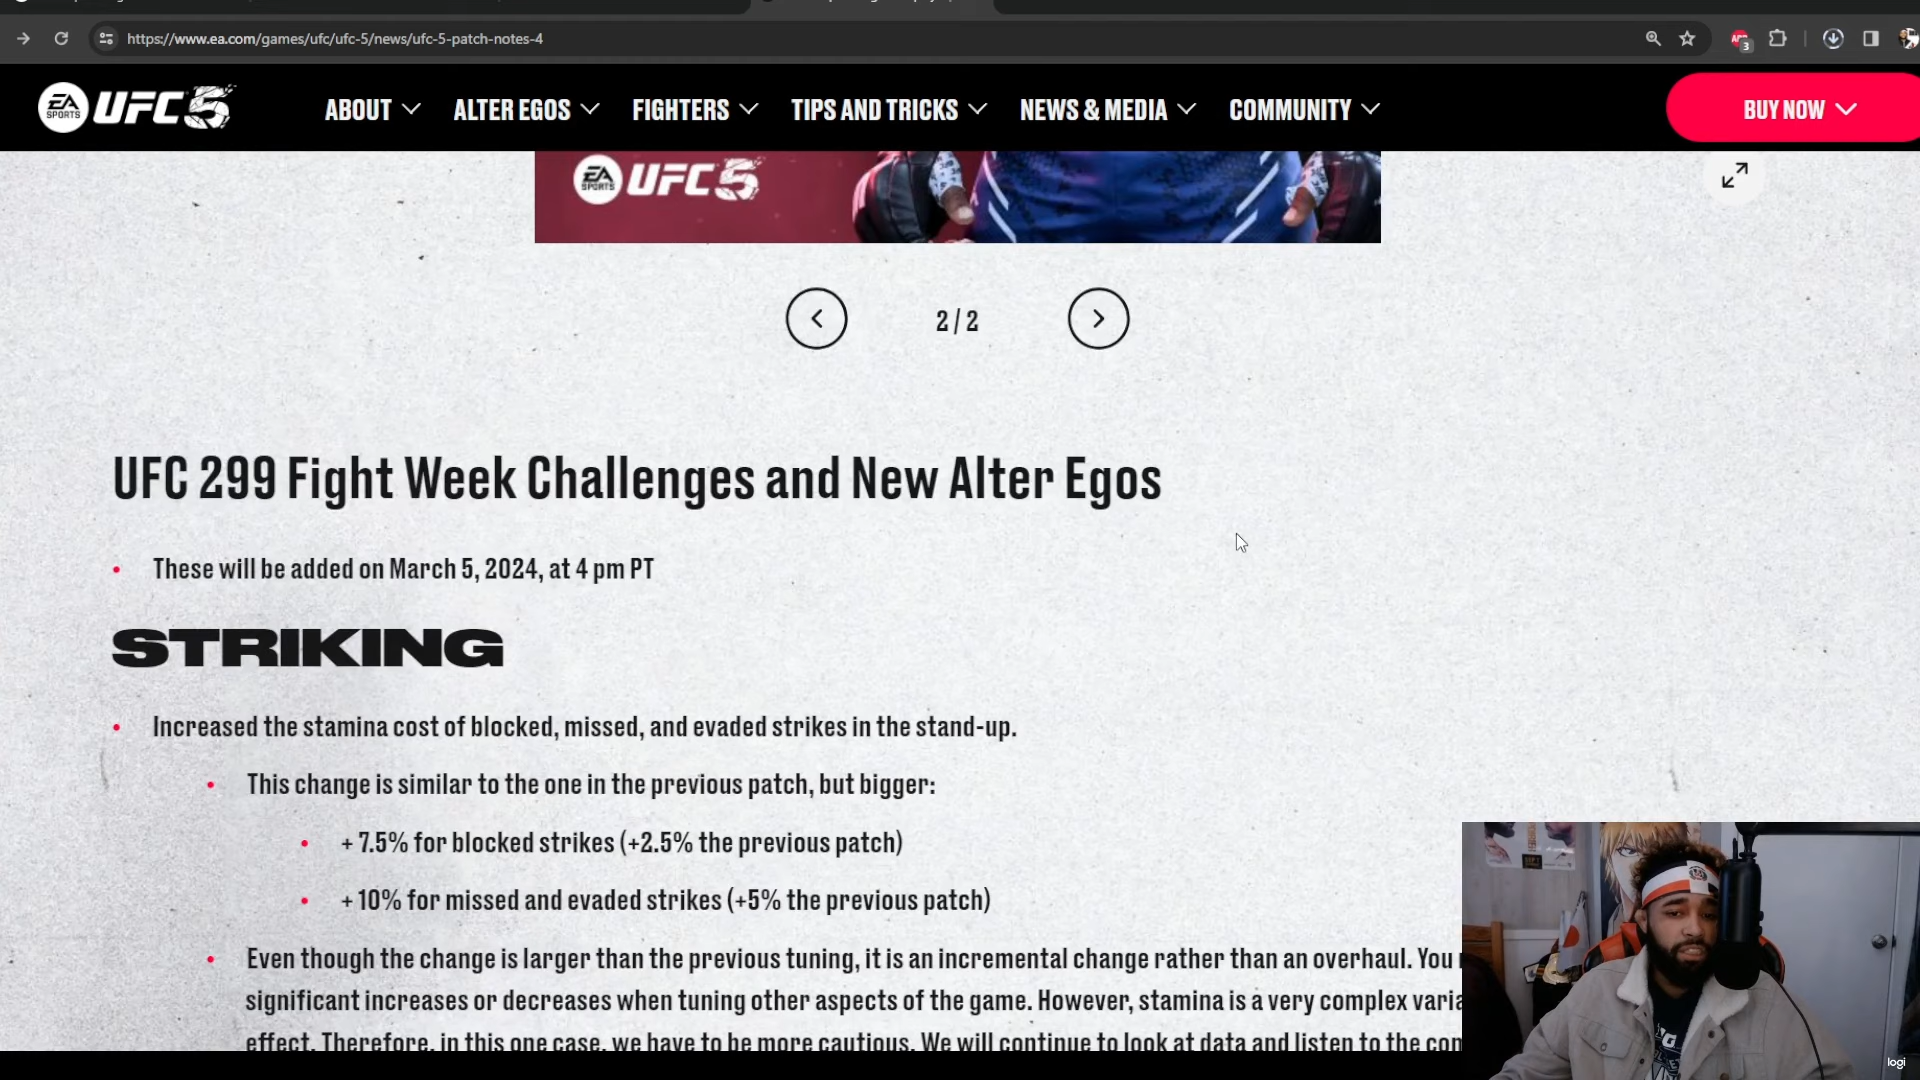 https://www.ea.com/games/ufc/ufc-5/news/ufc-5-patch-notes-4
3
EA SPORTS UFC 5
ABOUT
ALTER EGOS
FIGHTERS
TIPS AND TRICKS
NEWS & MEDIA
COMMUNITY
BUY NOW
EA SPORTS UFC 5
2 / 2
UFC 299 Fight Week Challenges and New Alter Egos
• These will be added on March 5, 2024, at 4 pm PT
STRIKING
• Increased the stamina cost of blocked, missed, and evaded strikes in the stand-up.
• This change is similar to the one in the previous patch, but bigger:
• + 7.5% for blocked strikes (+2.5% the previous patch)
• + 10% for missed and evaded strikes (+5% the previous patch)
• Even though the change is larger than the previous tuning, it is an incremental change rather than an overhaul. You
significant increases or decreases when tuning other aspects of the game. However, stamina is a very complex varia
effect. Therefore, in this one case, we have to be more cautious. We will continue to look at data and listen to the com
logi